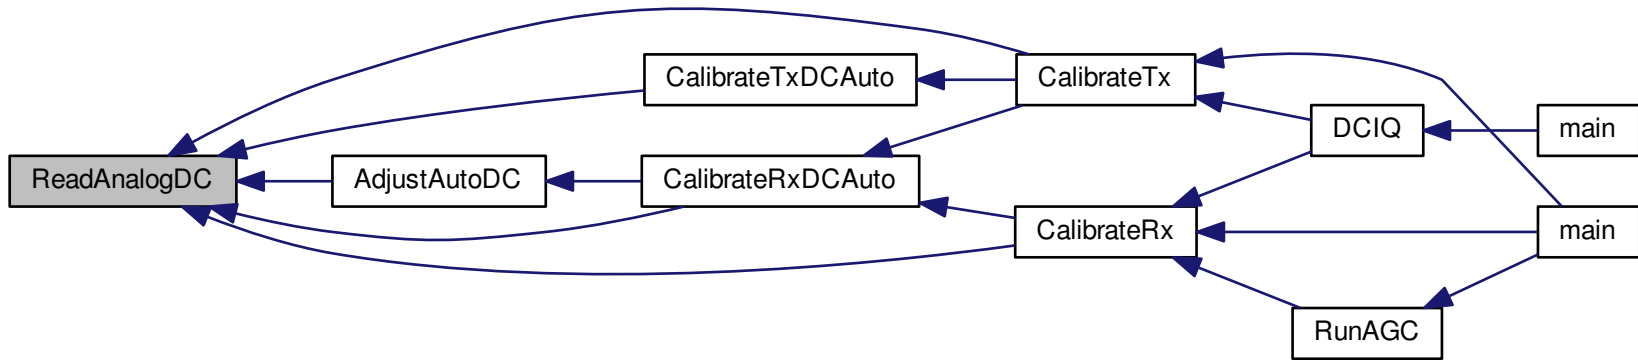 ReadAnalogDC
AdjustAutoDC
CalibrateTxDCAuto
CalibrateRxDCAuto
CalibrateTx
CalibrateRx
DCIQ
RunAGC
main
main